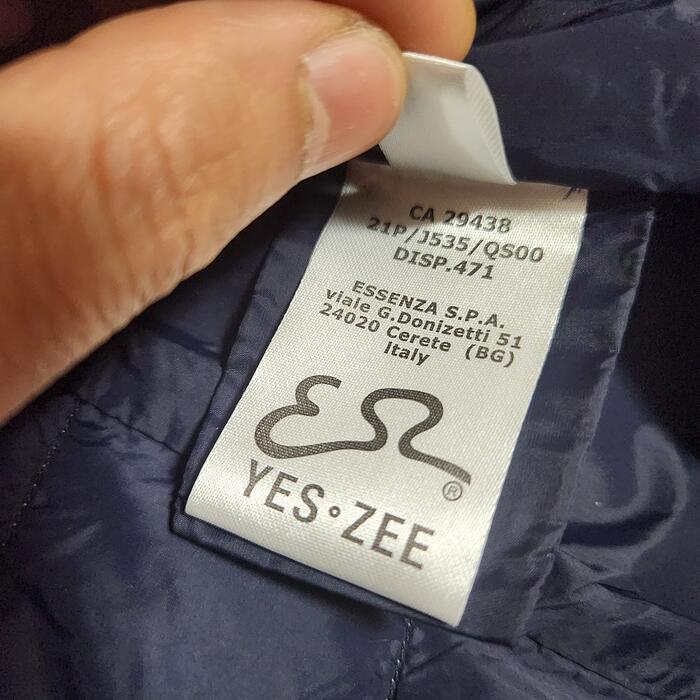 CA 29438
21P/J535/QS00
DISP.471
ESSENZA S.P.A.
viale G.Donizetti 51
24020 Cerete (BG)
Italy
®
YES•ZEE